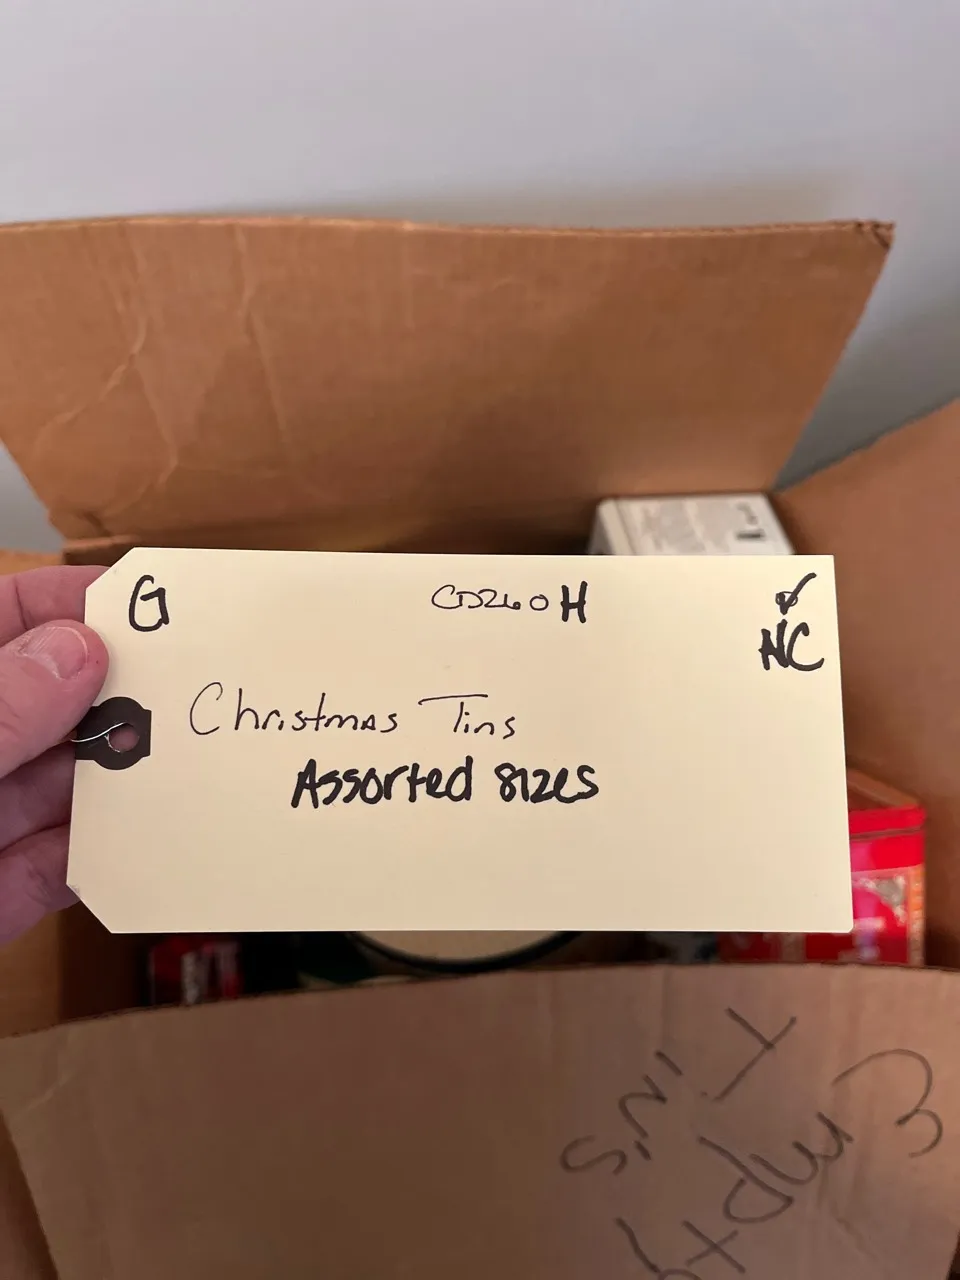 G CD260H ✓
NC
Christmas Tins
Assorted sizes
Empty
Tins